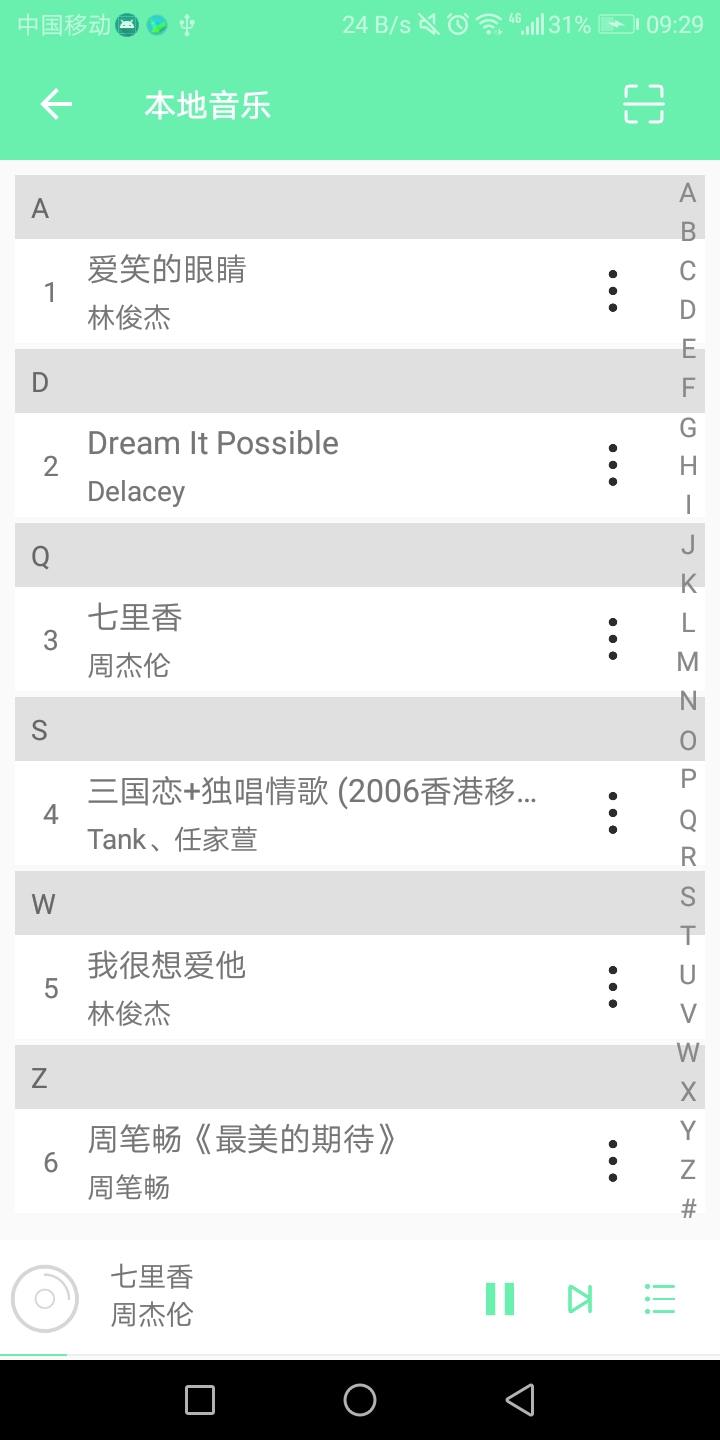 中国移动 24 B/s 4G 31% 09:29
本地音乐
A
1 爱笑的眼睛
林俊杰
D
2 Dream It Possible
Delacey
Q
3 七里香
周杰伦
S
4 三国恋+独唱情歌 (2006香港移...
Tank、任家萱
W
5 我很想爱他
林俊杰
Z
6 周笔畅《最美的期待》
周笔畅
A
B
C
D
E
F
G
H
I
J
K
L
M
N
O
P
Q
R
S
T
U
V
W
X
Y
Z
#
七里香
周杰伦